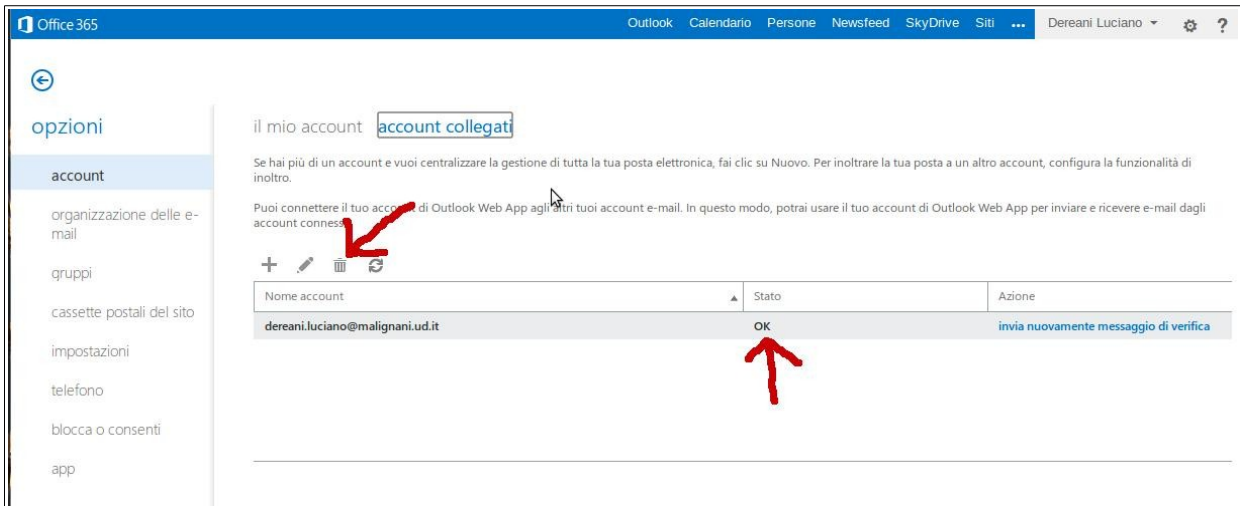 Office 365
Outlook Calendario Persone Newsfeed SkyDrive Siti ... Dereani Luciano ?
opzioni
account
organizzazione delle e-
mail
gruppi
cassette postali del sito
impostazioni
telefono
blocca o consenti
app
il mio account account collegati
Se hai più di un account e vuoi centralizzare la gestione di tutta la tua posta elettronica, fai clic su Nuovo. Per inoltrare la tua posta a un altro account, configura la funzionalità di
inoltro.
Puoi connettere il tuo account di Outlook Web App agli altri tuoi account e-mail. In questo modo, potrai usare il tuo account di Outlook Web App per inviare e ricevere e-mail dagli
account
Nome account Stato Azione
dereani.luciano@malignani.ud.it OK invia nuovamente messaggio di verifica